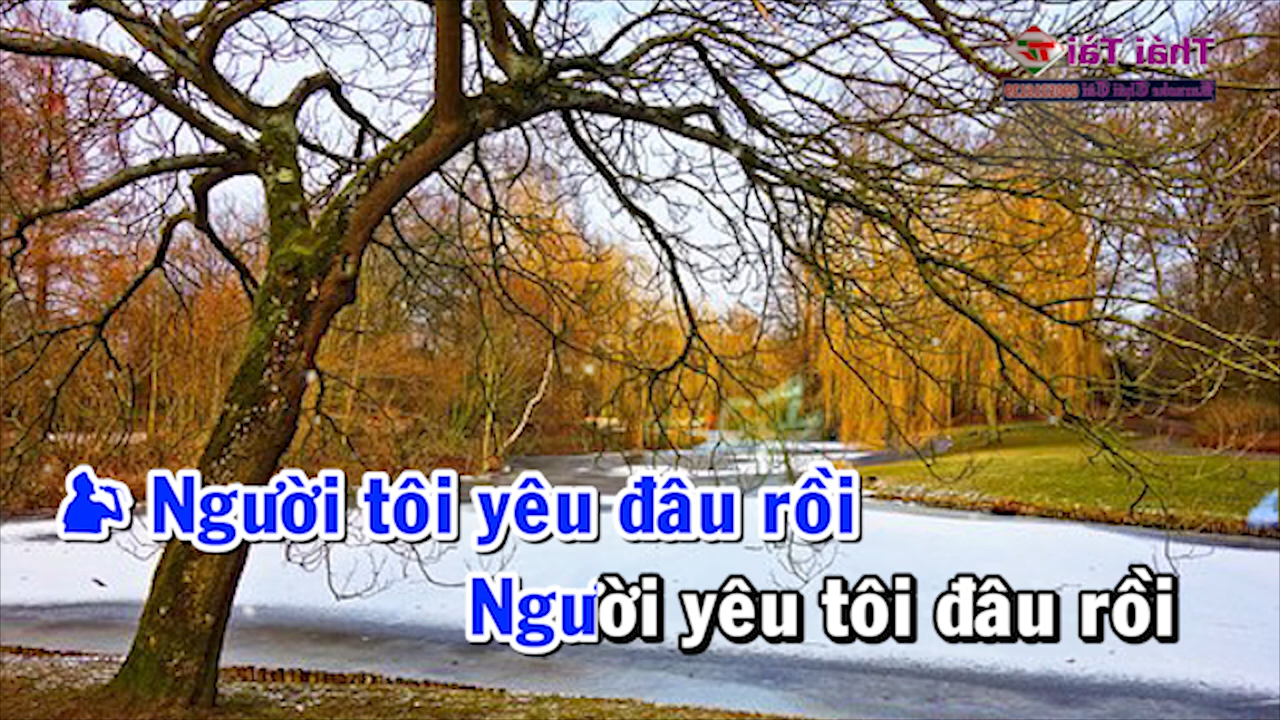 Thái Tài
Người tôi yêu đâu rồi
Người yêu tôi đâu rồi